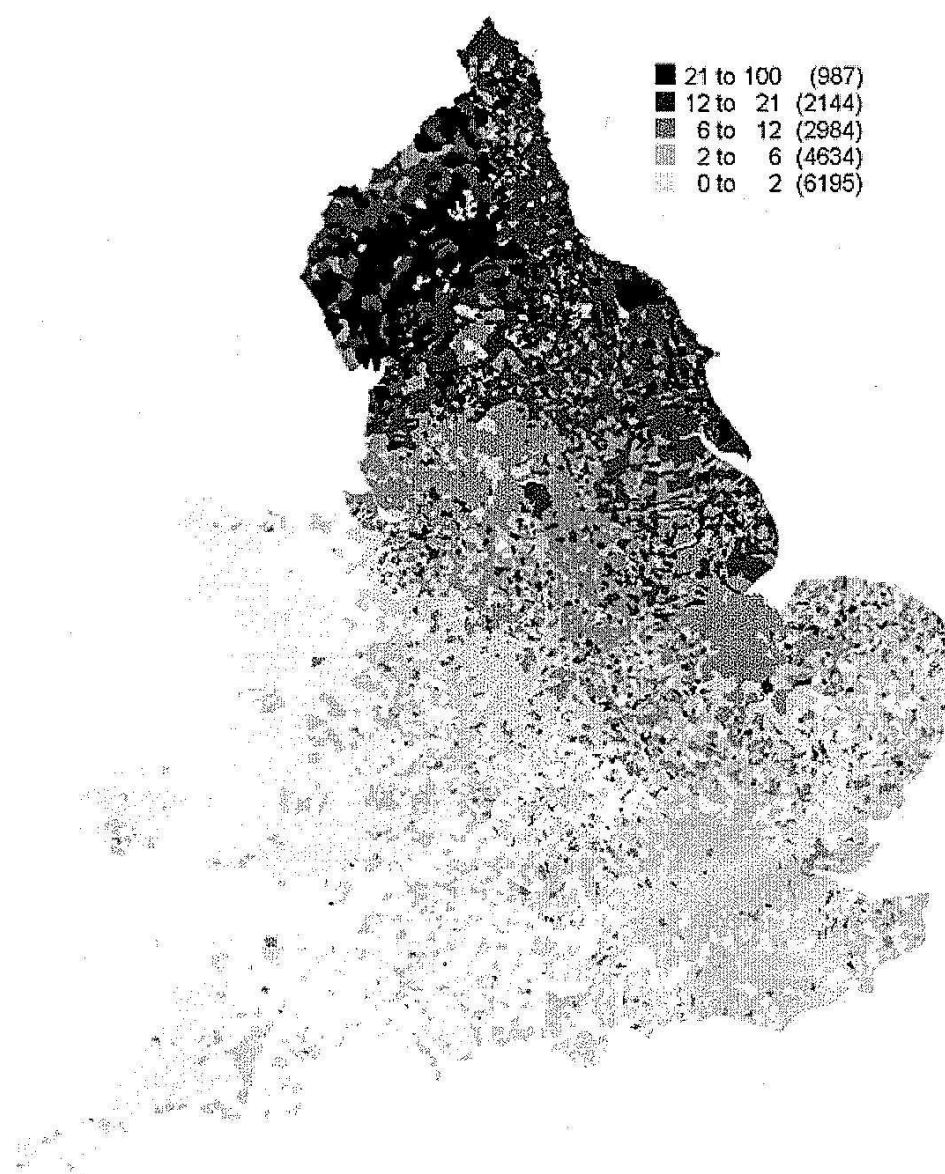 21 to 100 (987)
12 to 21 (2144)
6 to 12 (2984)
2 to 6 (4634)
0 to 2 (6195)